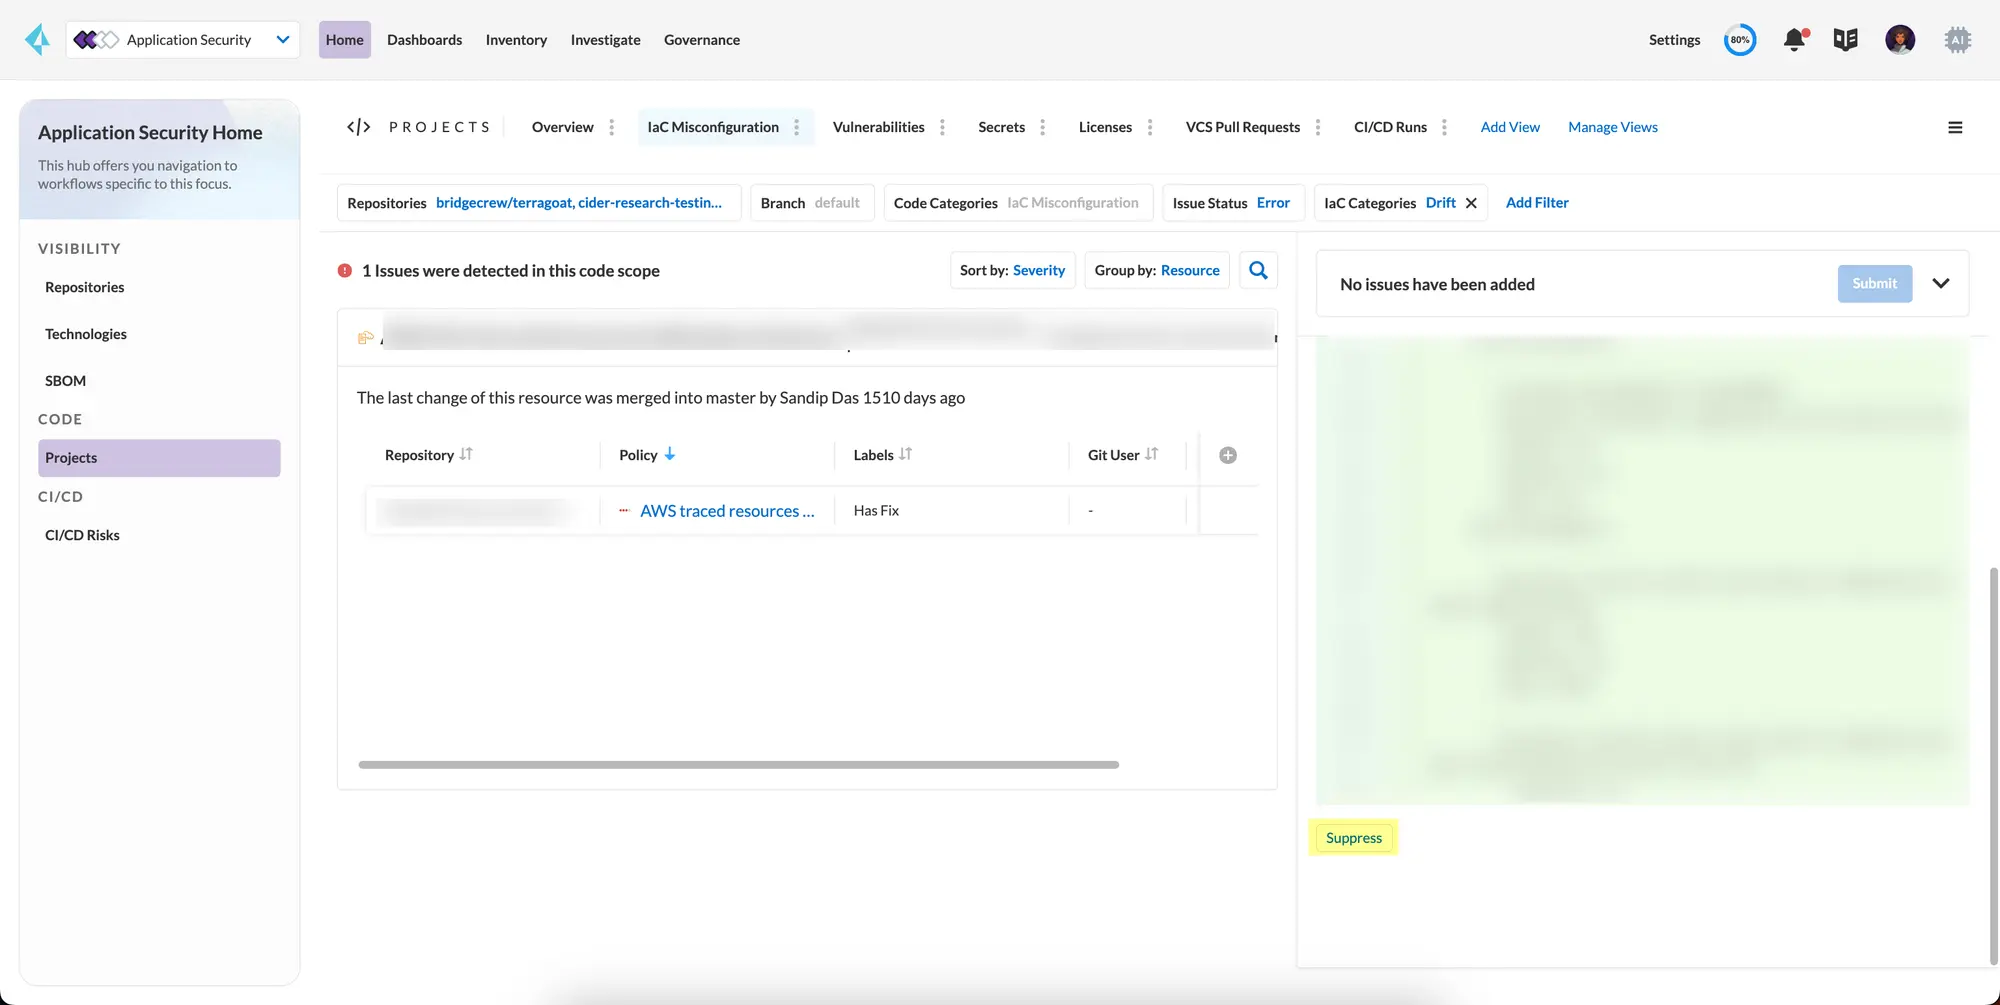 Application Security
Home
Dashboards
Inventory
Investigate
Governance
Settings
80%
AI
Application Security Home
This hub offers you navigation to
workflows specific to this focus.
VISIBILITY
Repositories
Technologies
SBOM
CODE
Projects
CI/CD
CI/CD Risks
PROJECTS
Overview
IaC Misconfiguration
Vulnerabilities
Secrets
Licenses
VCS Pull Requests
CI/CD Runs
Add View
Manage Views
Repositories bridgecrew/terragoat, cider-research-testin...
Branch default
Code Categories IaC Misconfiguration
Issue Status Error
IaC Categories Drift
Add Filter
1 Issues were detected in this code scope
Sort by: Severity
Group by: Resource
The last change of this resource was merged into master by Sandip Das 1510 days ago
Repository
Policy
Labels
Git User
AWS traced resources ...
Has Fix
-
No issues have been added
Submit
Suppress